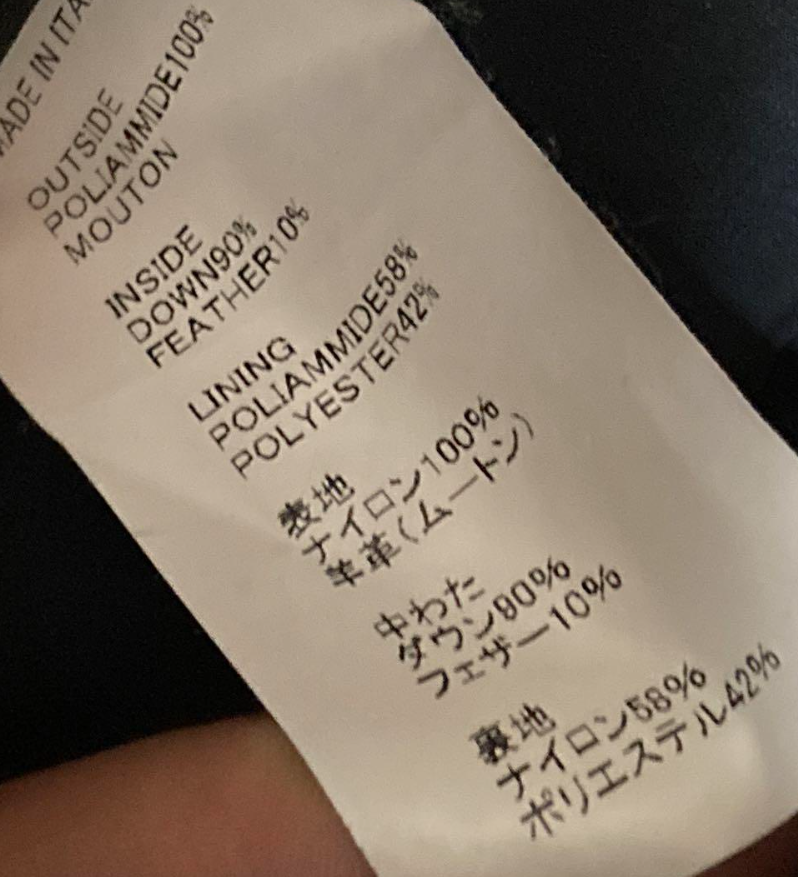 MADE IN ITA
OUTSIDE
POLIAMMIDE100%
MOUTON
INSIDE
DOWN90%
FEATHER10%
LINING
POLIAMMIDE58%
POLYESTER42%
表地
ナイロン100%
羊革(ムートン)
中わた
ダウン90%
フェザー10%
裏地
ナイロン58%
ポリエステル42%